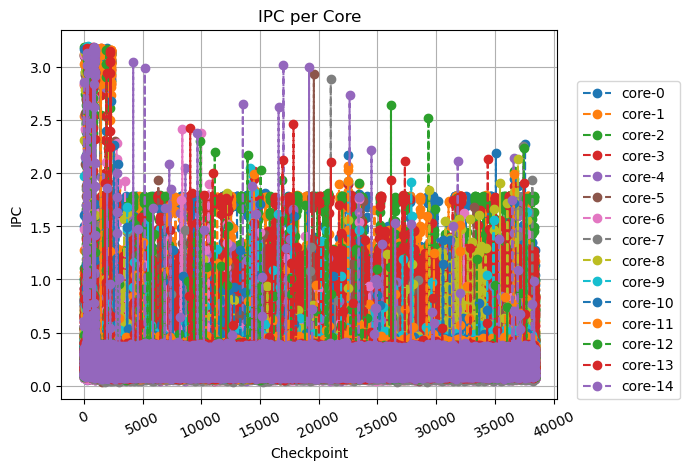 IPC per Core
IPC
3.0
2.5
2.0
1.5
1.0
0.5
0.0
0
5000
10000
15000
20000
25000
30000
35000
40000
Checkpoint
core-0
core-1
core-2
core-3
core-4
core-5
core-6
core-7
core-8
core-9
core-10
core-11
core-12
core-13
core-14